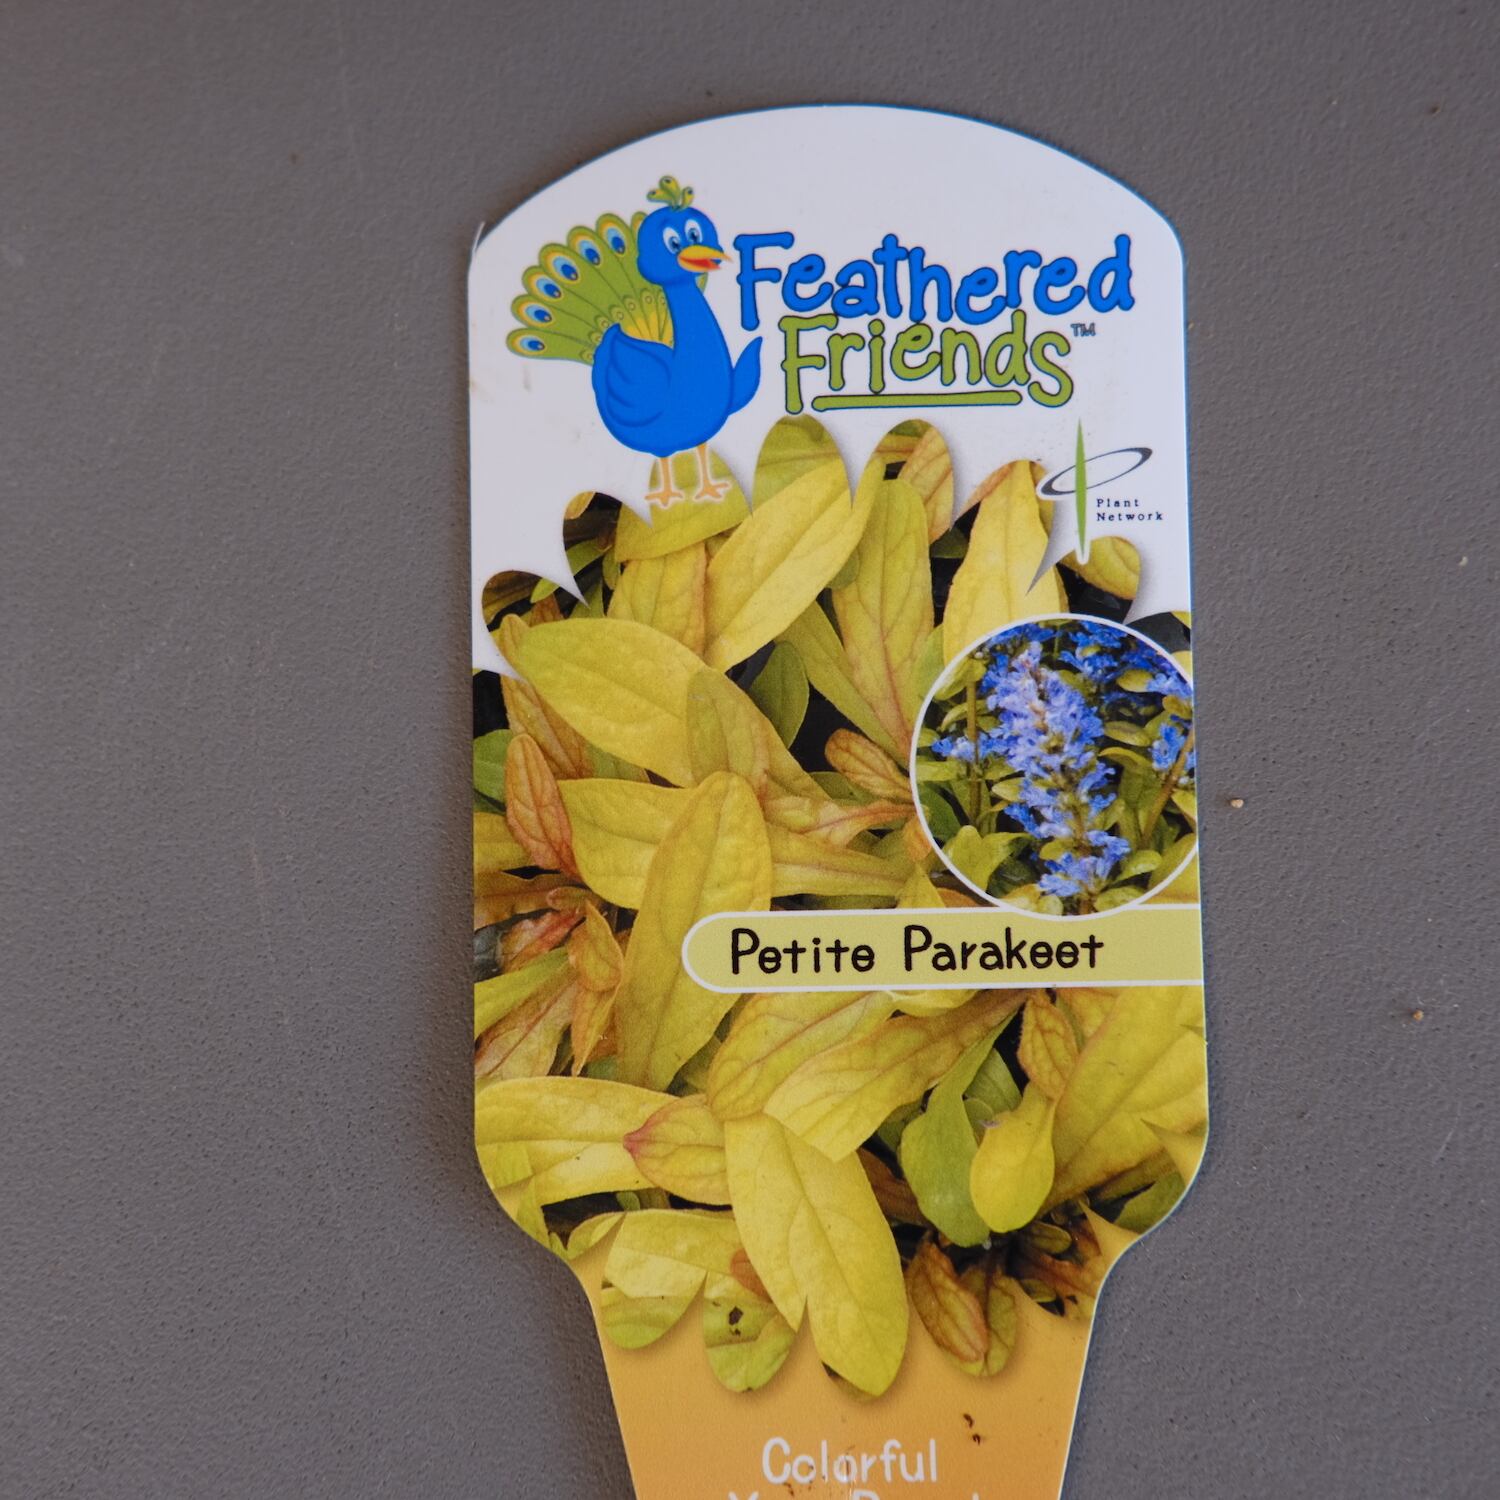 Feathered
Friends™
Plant
Network
Petite Parakeet
Colorful